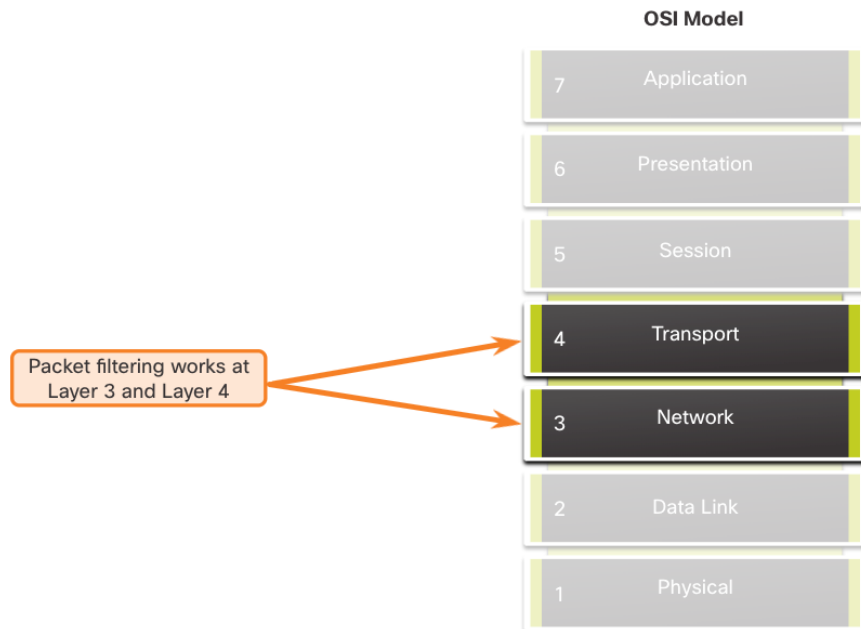 OSI Model
7 Application
6 Presentation
5 Session
4 Transport
Packet filtering works at
Layer 3 and Layer 4
3 Network
2 Data Link
1 Physical